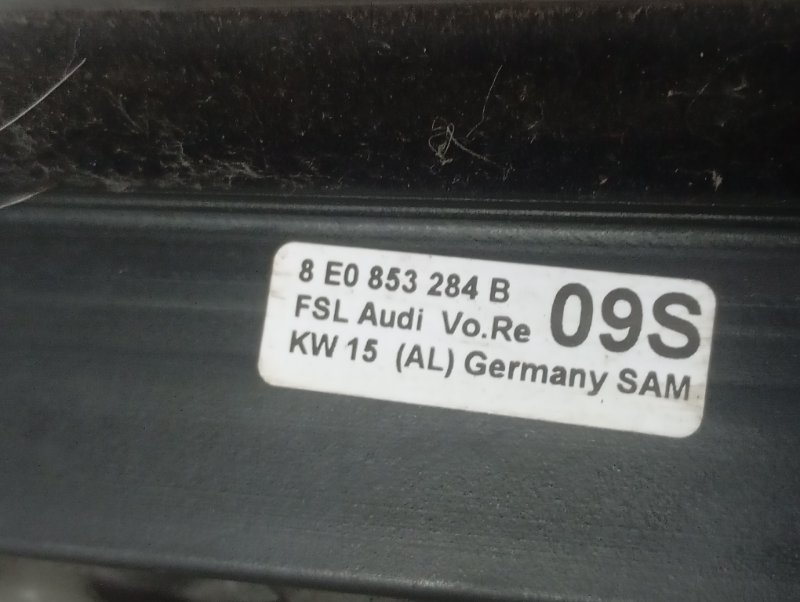 8 E0 853 284 B
FSL Audi Vo.Re 09S
KW 15 (AL) Germany SAM